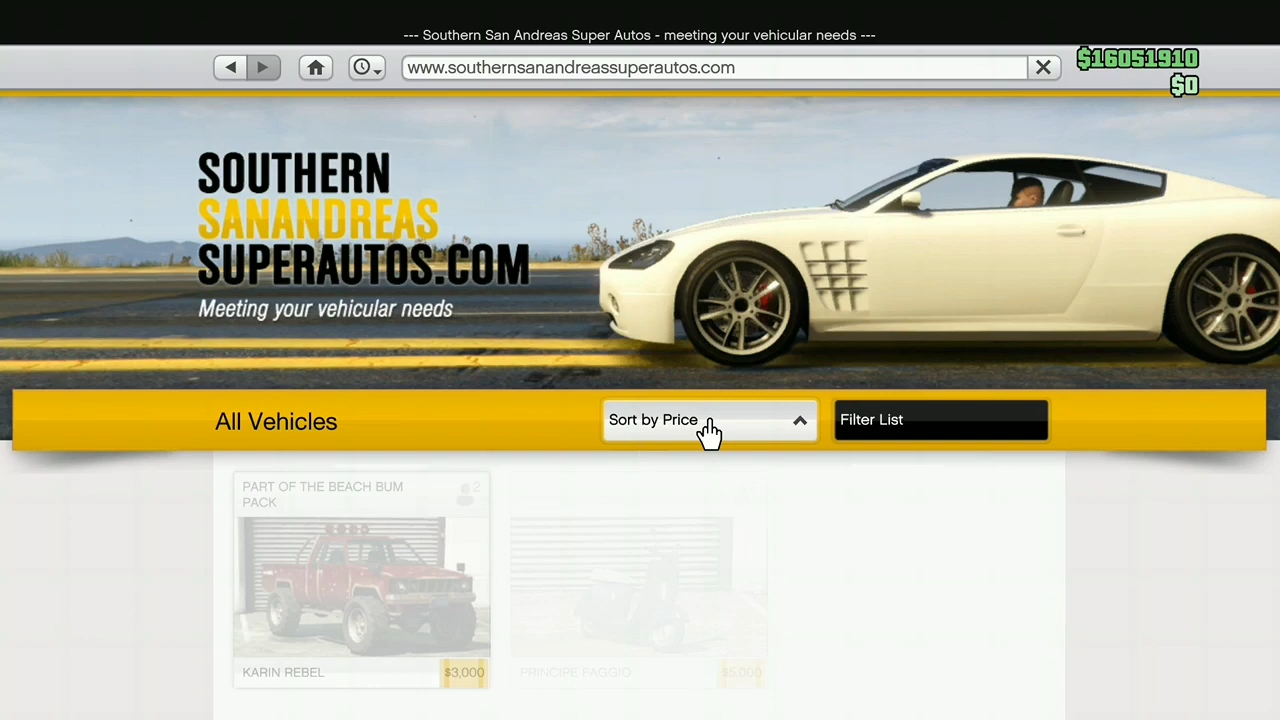 --- Southern San Andreas Super Autos - meeting your vehicular needs ---
www.southernsanandreassuperautos.com
$16051910
$0
SOUTHERN
SANANDREAS
SUPERAUTOS.COM
Meeting your vehicular needs
All Vehicles
Sort by Price
Filter List
PART OF THE BEACH BUM
PACK
2
KARIN REBEL
$3,000
PRINCIPE FAGGIO
$5,000